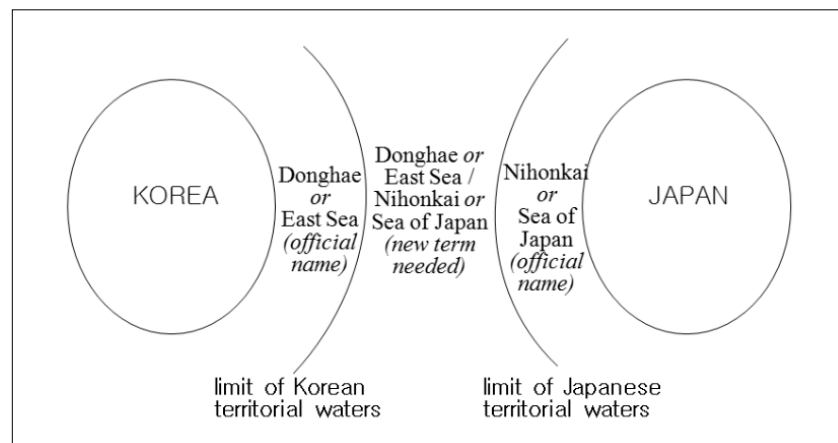 KOREA
Donghae
or
East Sea
(official
name)
Donghae or
East Sea /
Nihonkai or
Sea of Japan
(new term
needed)
Nihonkai
or
Sea of
Japan
(official
name)
JAPAN
limit of Korean
territorial waters
limit of Japanese
territorial waters